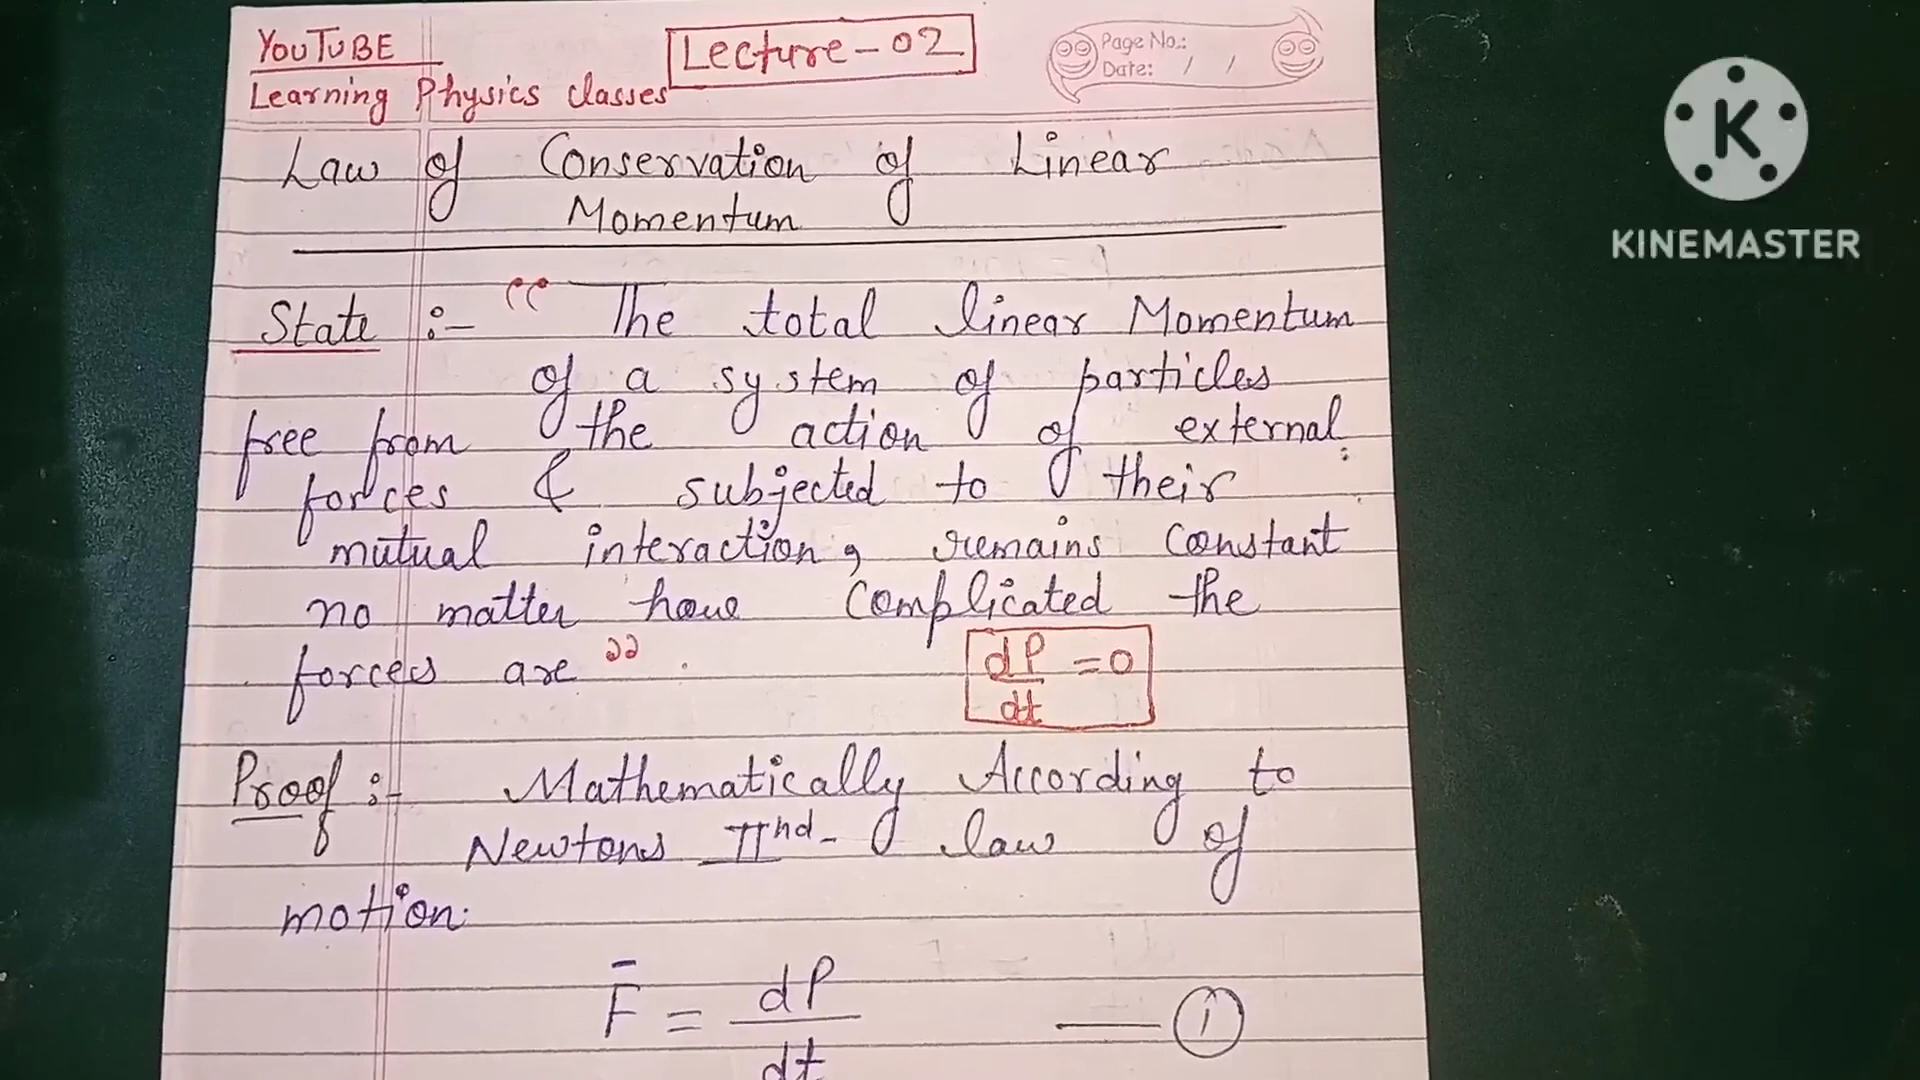 YOUTUBE
Learning Physics classes
Lecture-02
Page No.:
Date: / /
Law of Conservation of Linear
Momentum
State :- “ The total linear Momentum
of a system of particles
free from the action of external
forces & subjected to their
mutual interaction, remains constant
no matter how complicated the
forces are ” .
dP/dt = 0
Proof :- Mathematically According to
Newtons IInd- law of
motion.
F̄ = dP/dt —— (i)
K
KINEMASTER